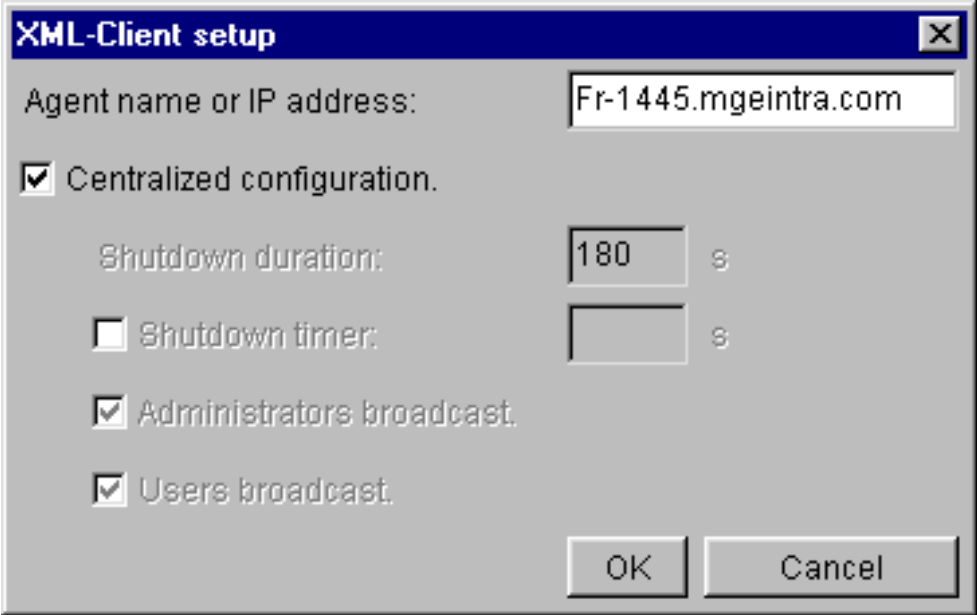 XML-Client setup
Agent name or IP address: Fr-1445.mgeintra.com
Centralized configuration.
Shutdown duration: 180 s
Shutdown timer: s
Administrators broadcast.
Users broadcast.
OK Cancel